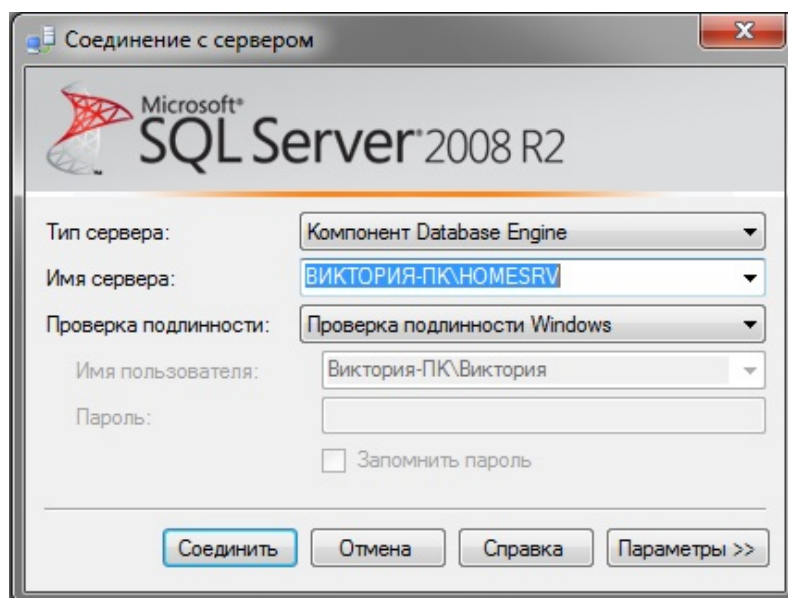 Соединение с сервером
Microsoft®
SQL Server® 2008 R2
Тип сервера: Компонент Database Engine
Имя сервера: ВИКТОРИЯ-ПК\HOMESRV
Проверка подлинности: Проверка подлинности Windows
Имя пользователя: Виктория-ПК\Виктория
Пароль:
Запомнить пароль
Соединить Отмена Справка Параметры >>